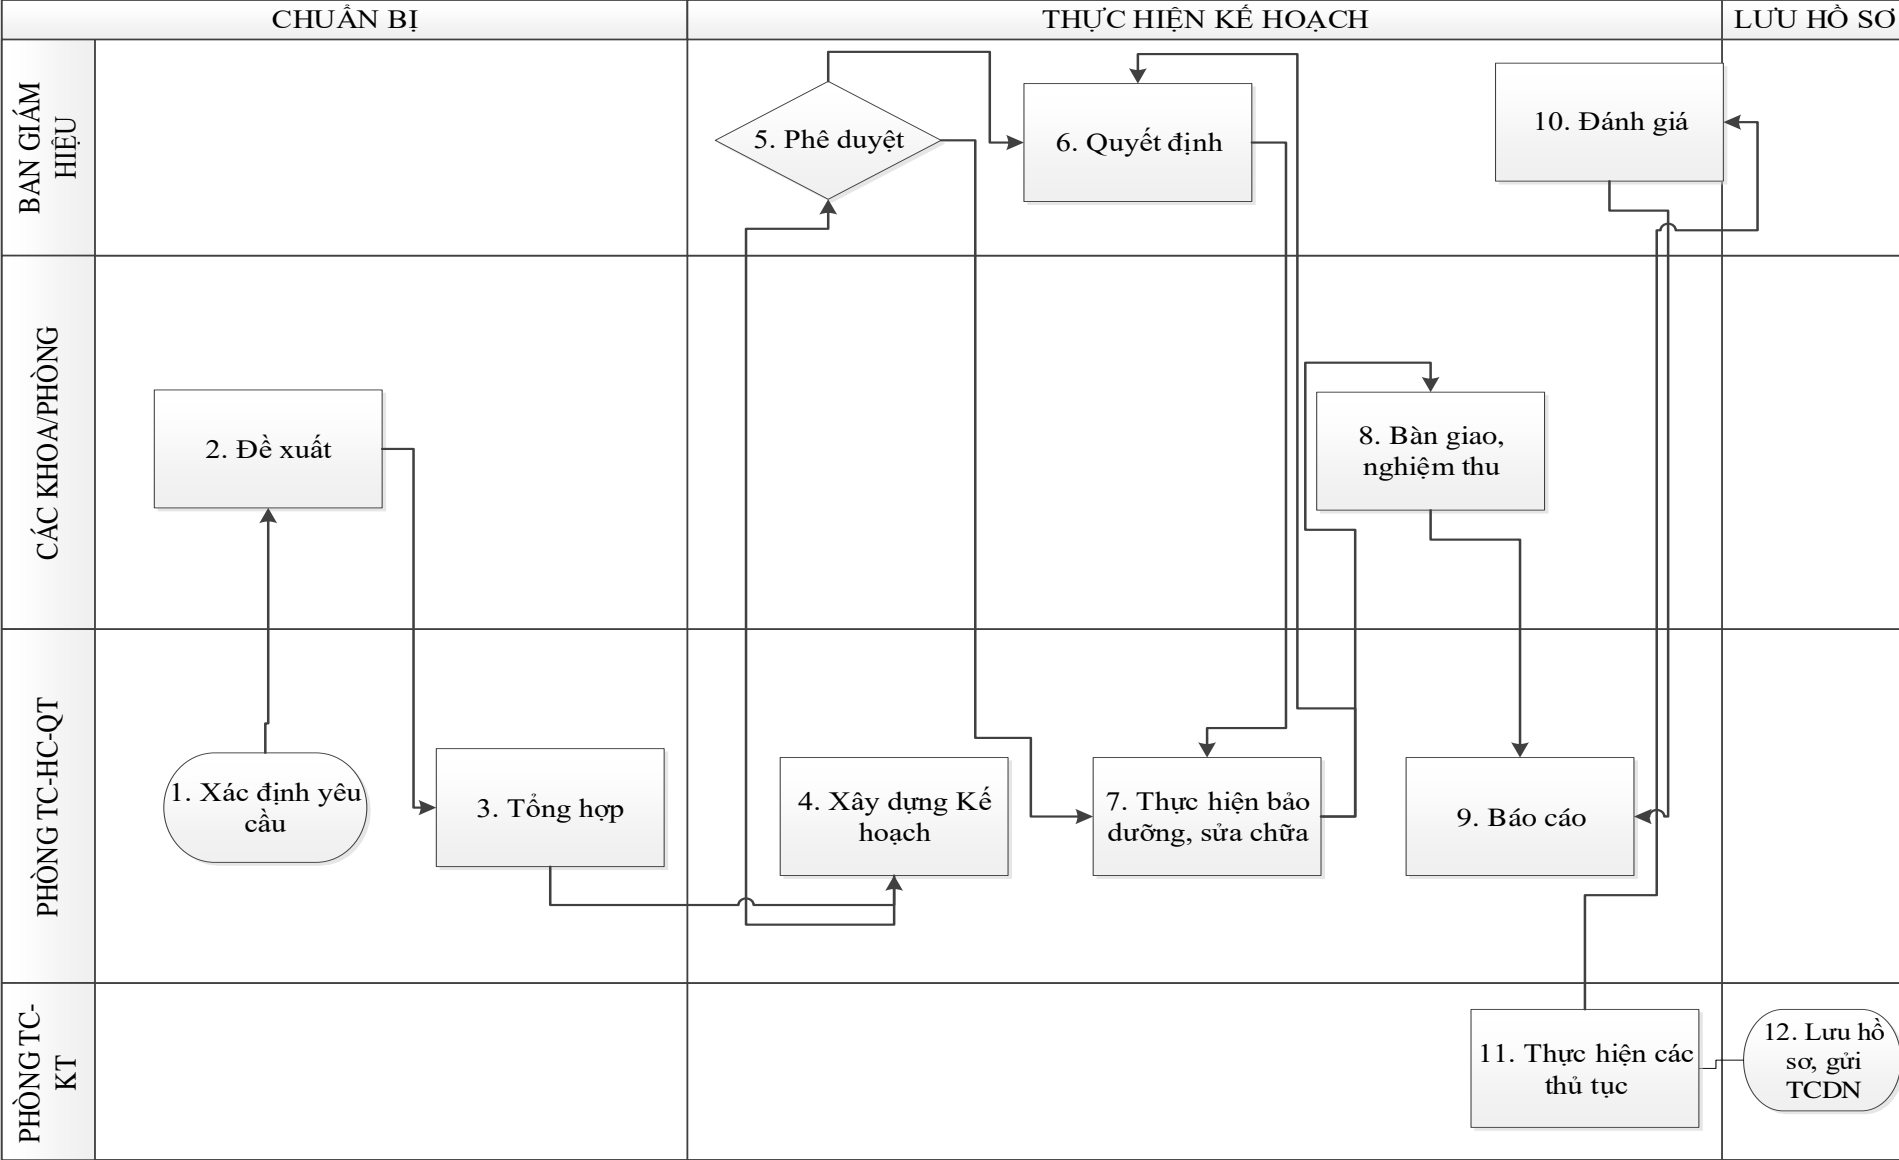 CHUẨN BỊ
THỰC HIỆN KẾ HOẠCH
LƯU HỒ SƠ
BAN GIÁM
HIỆU
5. Phê duyệt
6. Quyết định
10. Đánh giá
CÁC KHOA/PHÒNG
2. Đề xuất
8. Bàn giao,
nghiệm thu
PHÒNG TC-HC-QT
1. Xác định yêu
cầu
3. Tổng hợp
4. Xây dựng Kế
hoạch
7. Thực hiện bảo
dưỡng, sửa chữa
9. Báo cáo
PHÒNG TC-
KT
11. Thực hiện các
thủ tục
12. Lưu hồ
sơ, gửi
TCDN